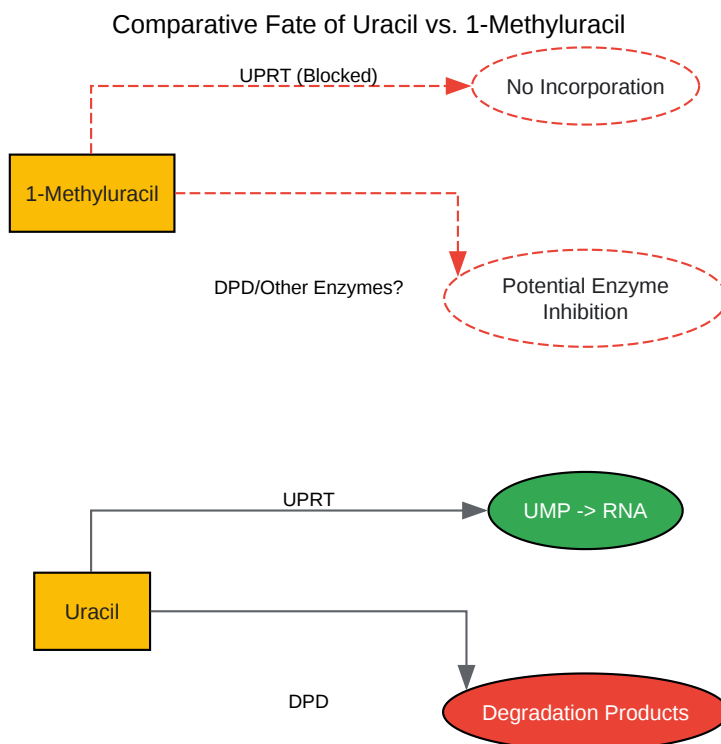 Comparative Fate of Uracil vs. 1-Methyluracil
UPRT (Blocked)
No Incorporation
1-Methyluracil
DPD/Other Enzymes?
Potential Enzyme
Inhibition
UPRT
UMP -> RNA
Uracil
DPD
Degradation Products